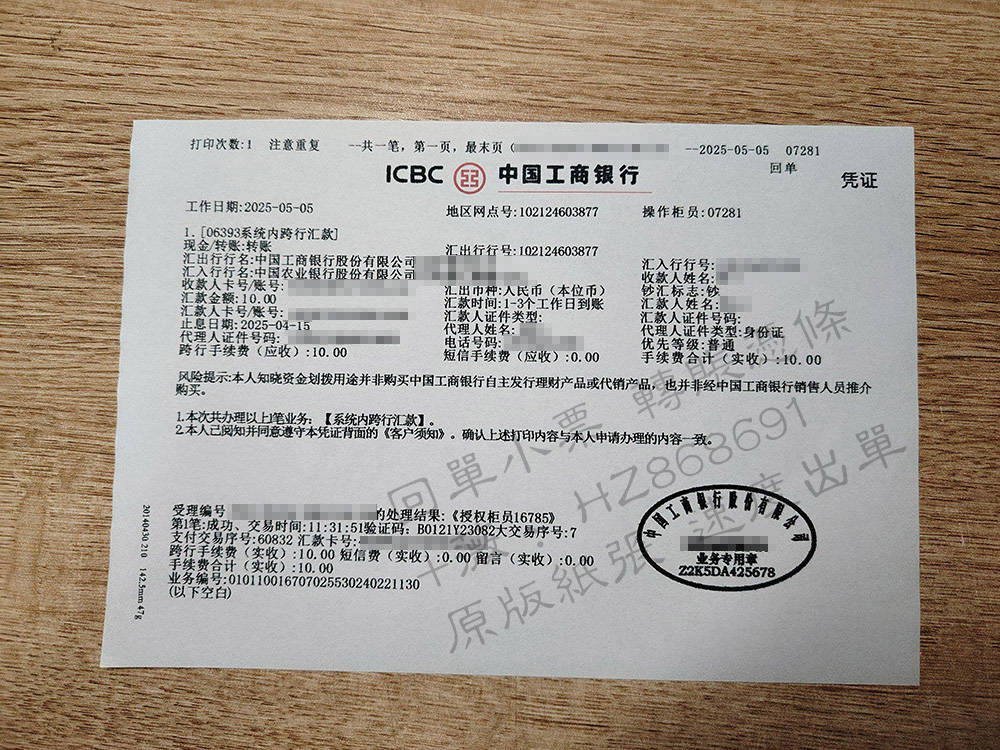 打印次数:1 注意重复 --共一笔，第一页，最末页（ --2025-05-05 07281
回单
ICBC 中国工商银行 凭证
工作日期:2025-05-05 地区网点号:102124603877 操作柜员:07281
1.[06393系统内跨行汇款]
现金/转账:转账 汇出行行号:102124603877
汇出行行名:中国工商银行股份有限公司 汇入行行号:
汇入行行名:中国农业银行股份有限公司 收款人姓名:
收款人卡号/账号: 汇出币种:人民币（本位币） 钞汇标志:钞
汇款金额:10.00 汇款时间:1-3个工作日到账 汇款人姓名:
汇款人卡号/账号: 汇款人证件类型: 汇款人证件号码:
止息日期:2025-04-15 代理人姓名: 代理人证件类型:身份证
代理人证件号码: 电话号码: 优先等级:普通
跨行手续费（应收）:10.00 短信手续费（应收）:0.00 手续费合计（实收）:10.00
风险提示:本人知晓资金划拨用途并非购买中国工商银行自主发行理财产品或代销产品，也并非经中国工商银行销售人员推介
购买。
1.本次共办理以上1笔业务：【系统内跨行汇款】。
2.本人已阅知并同意遵守本凭证背面的《客户须知》。确认上述打印内容与本人申请办理的内容一致。
受理编号 的处理结果:《授权柜员16785》
第1笔:成功、交易时间:11:31:51验证码：B0121Y23082大交易序号:7
支付交易序号:60832 汇款卡号:
跨行手续费（实收）:10.00 短信费（实收）:0.00 留言（实收）:0.00
手续费合计（实收）:10.00
业务编号:010110016707025530240221130
(以下空白)
20140430 210 142.5mm 47g
中国工商银行股份有限公司
业务专用章
Z2K5DA425678
回單小票 轉賬憑條
HZ868691
原版紙張 速度出單